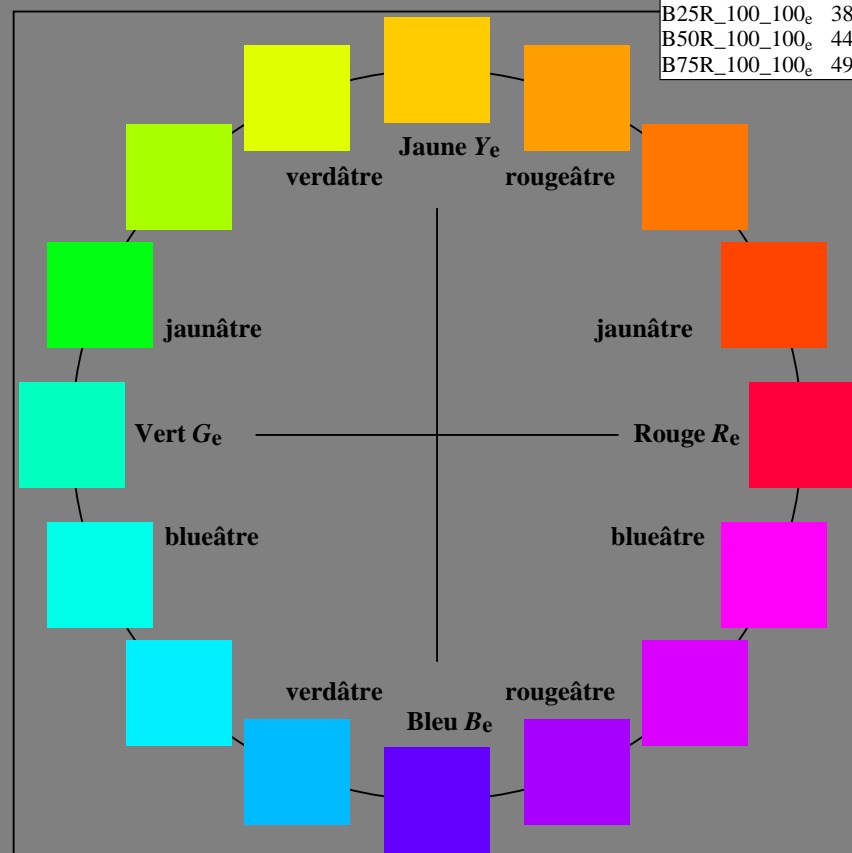 B25R_100_100e 38
B50R_100_100e 44
B75R_100_100e 49
Jaune Ye
verdâtre rougeâtre
jaunâtre jaunâtre
Vert Ge Rouge Re
blueâtre blueâtre
verdâtre rougeâtre
Bleu Be